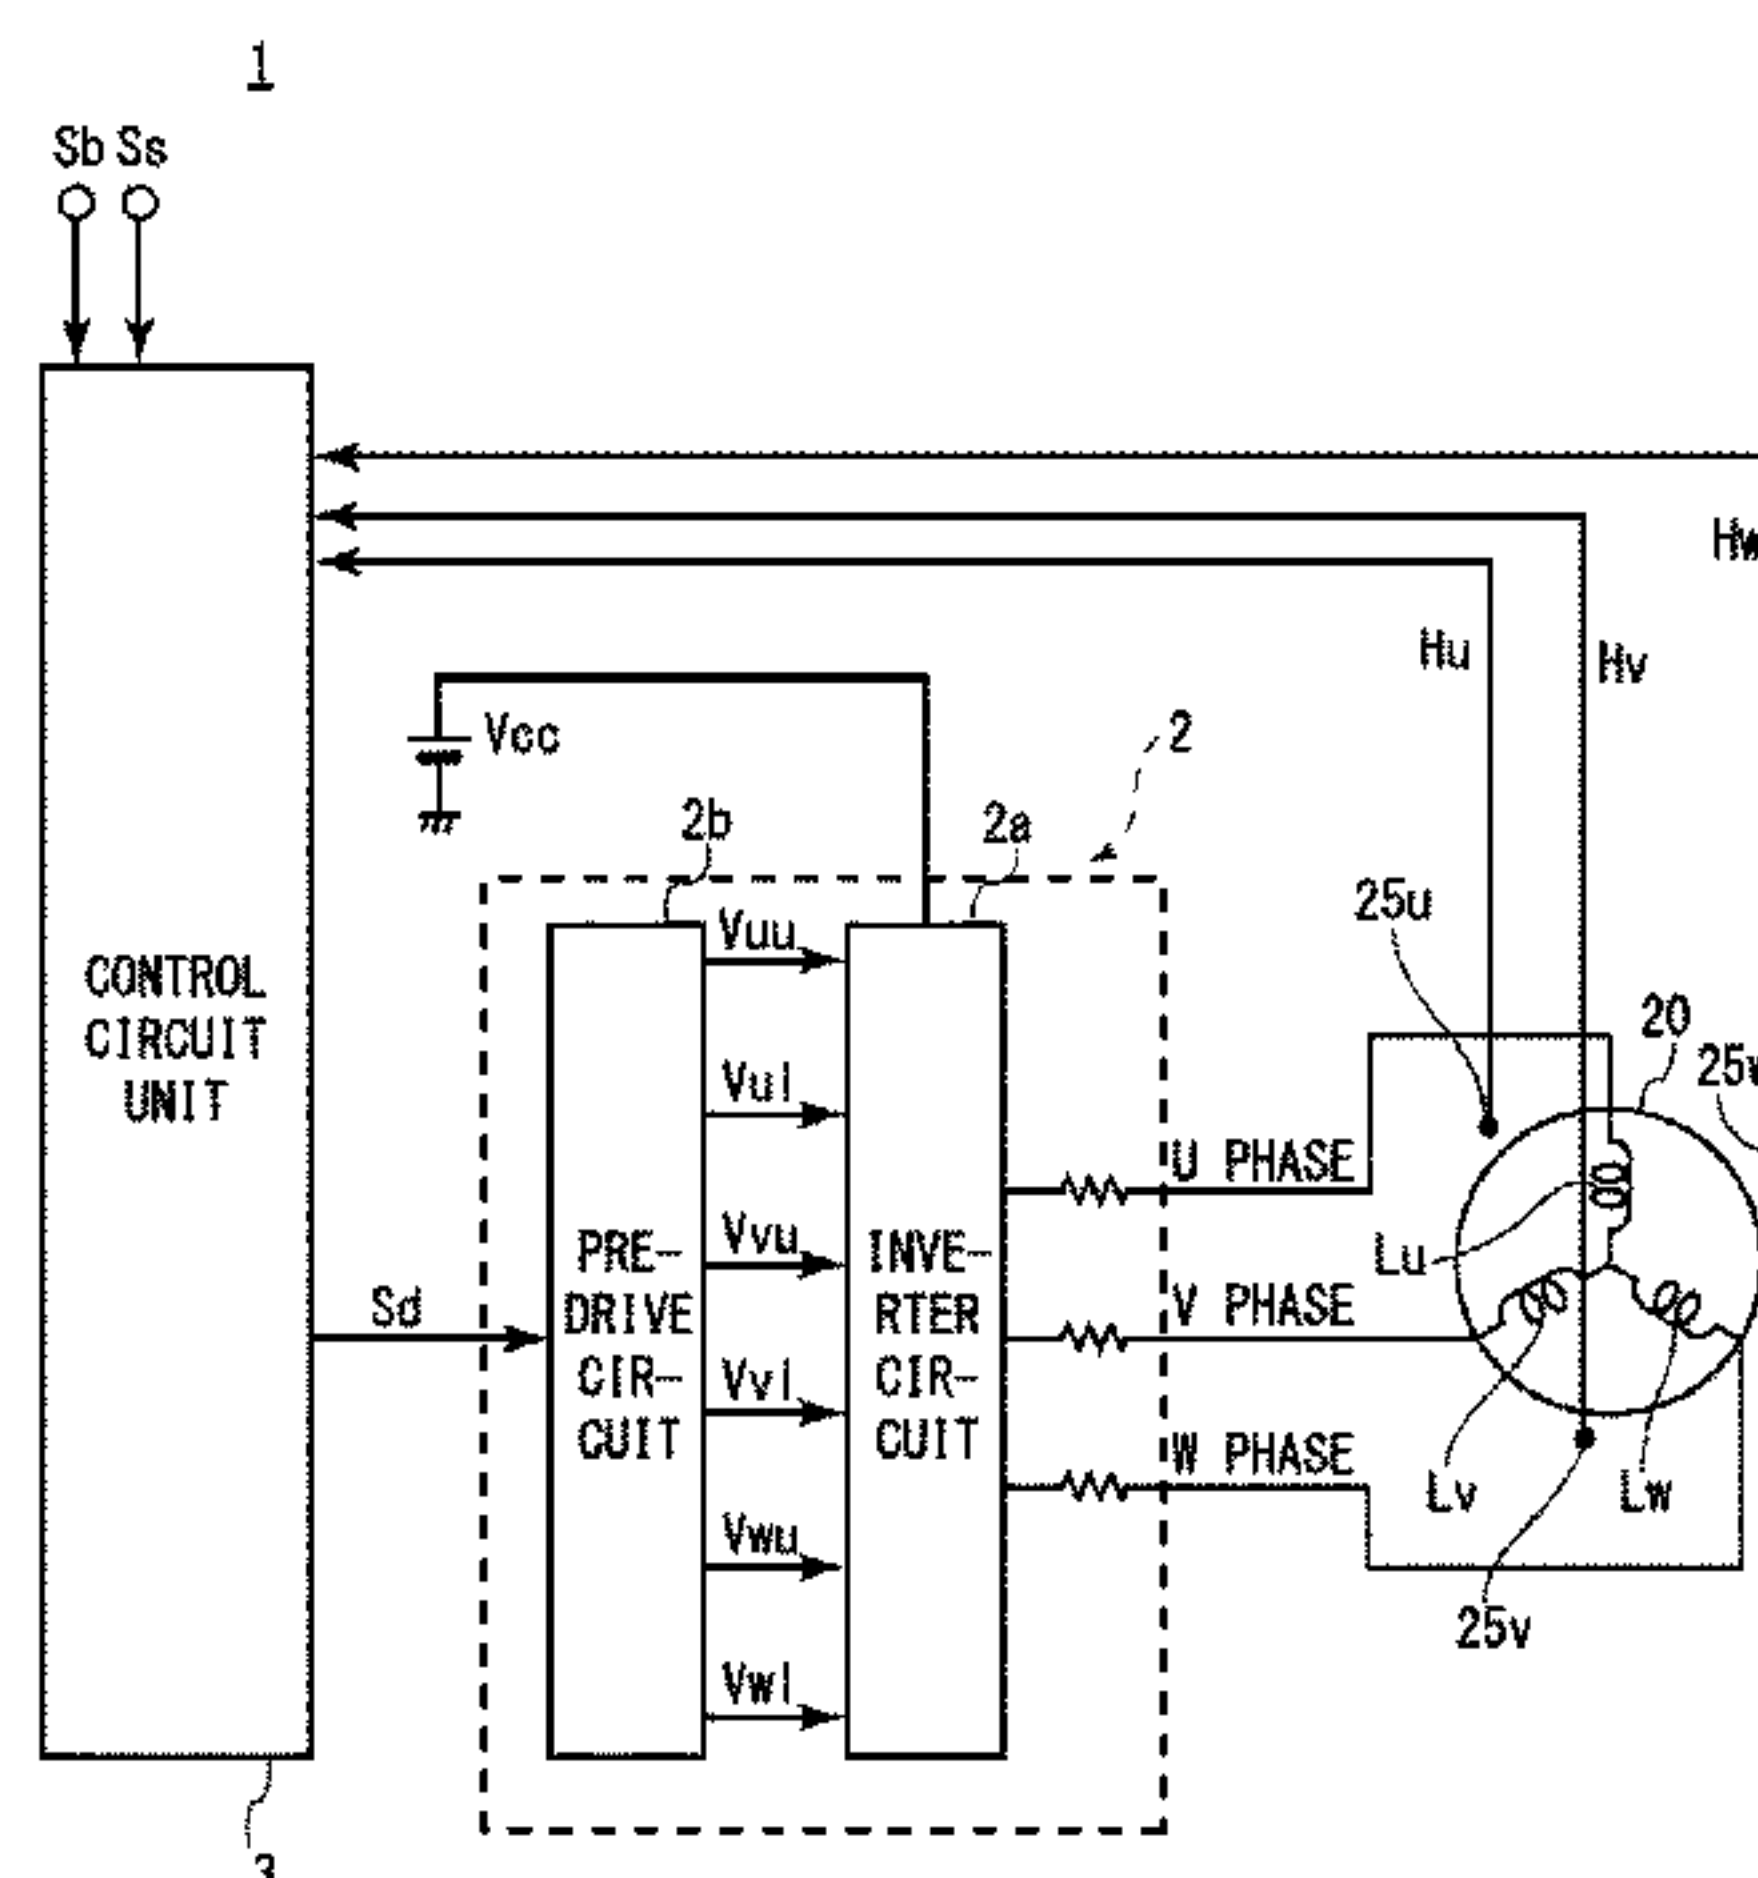 1
Sb Ss
Hw
Hu
Hv
Vcc
2
2b
2a
25u
Vuu
CONTROL
CIRCUIT
UNIT
20
Vul
U PHASE
PRE-
DRIVE
CIR-
CUIT
Vvu
INVE-
RTER
CIR-
CUIT
Lu
Sd
V PHASE
Vvl
W PHASE
Lv
Lw
Vwu
25v
Vwl
3